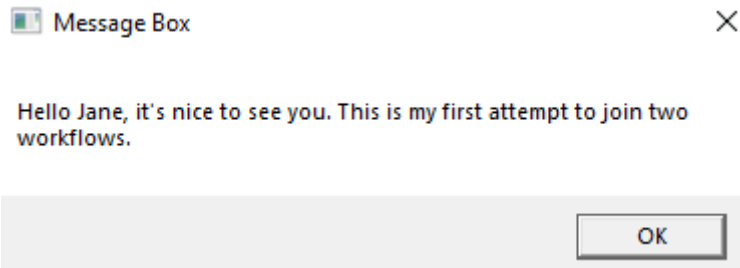 Message Box
Hello Jane, it's nice to see you. This is my first attempt to join two
workflows.
OK